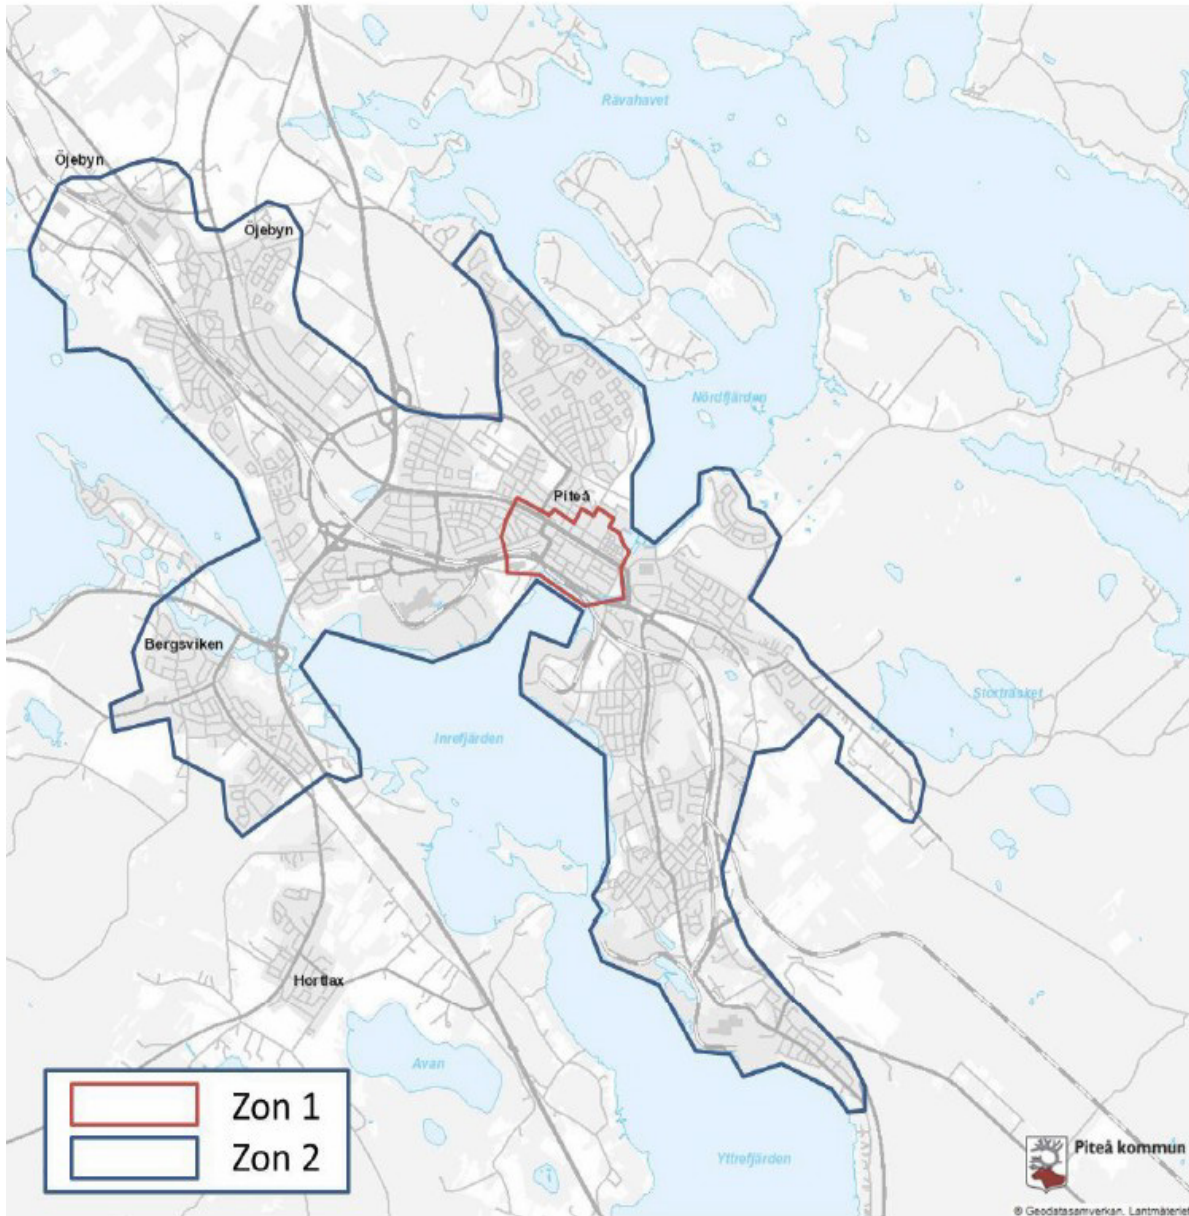 Rävahavet
Öjebyn
Öjebyn
Nördfjärden
Piteå
Bergsviken
Storträsket
Inrefjärden
Hortlax
Avan
Zon 1
Zon 2
Yttrefjärden
Piteå kommun
© Geodatasamverkan, Lantmäteriet